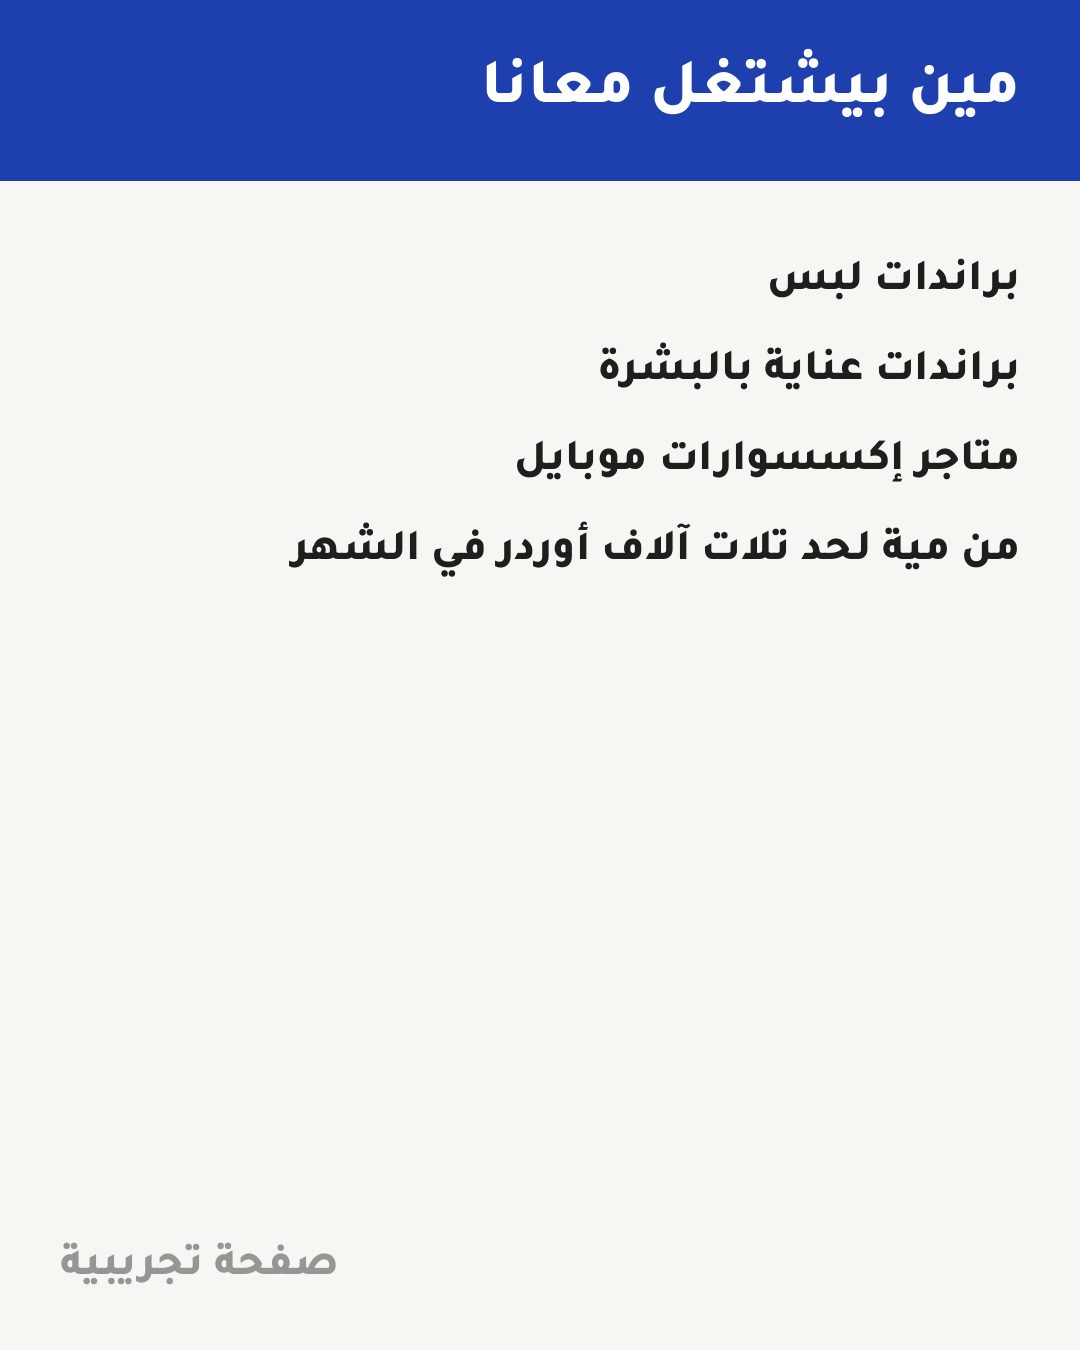 مين بيشتغل معانا
براندات لبس
براندات عناية بالبشرة
متاجر إكسسوارات موبايل
من مية لحد تلات آلاف أوردر في الشهر
صفحة تجريبية